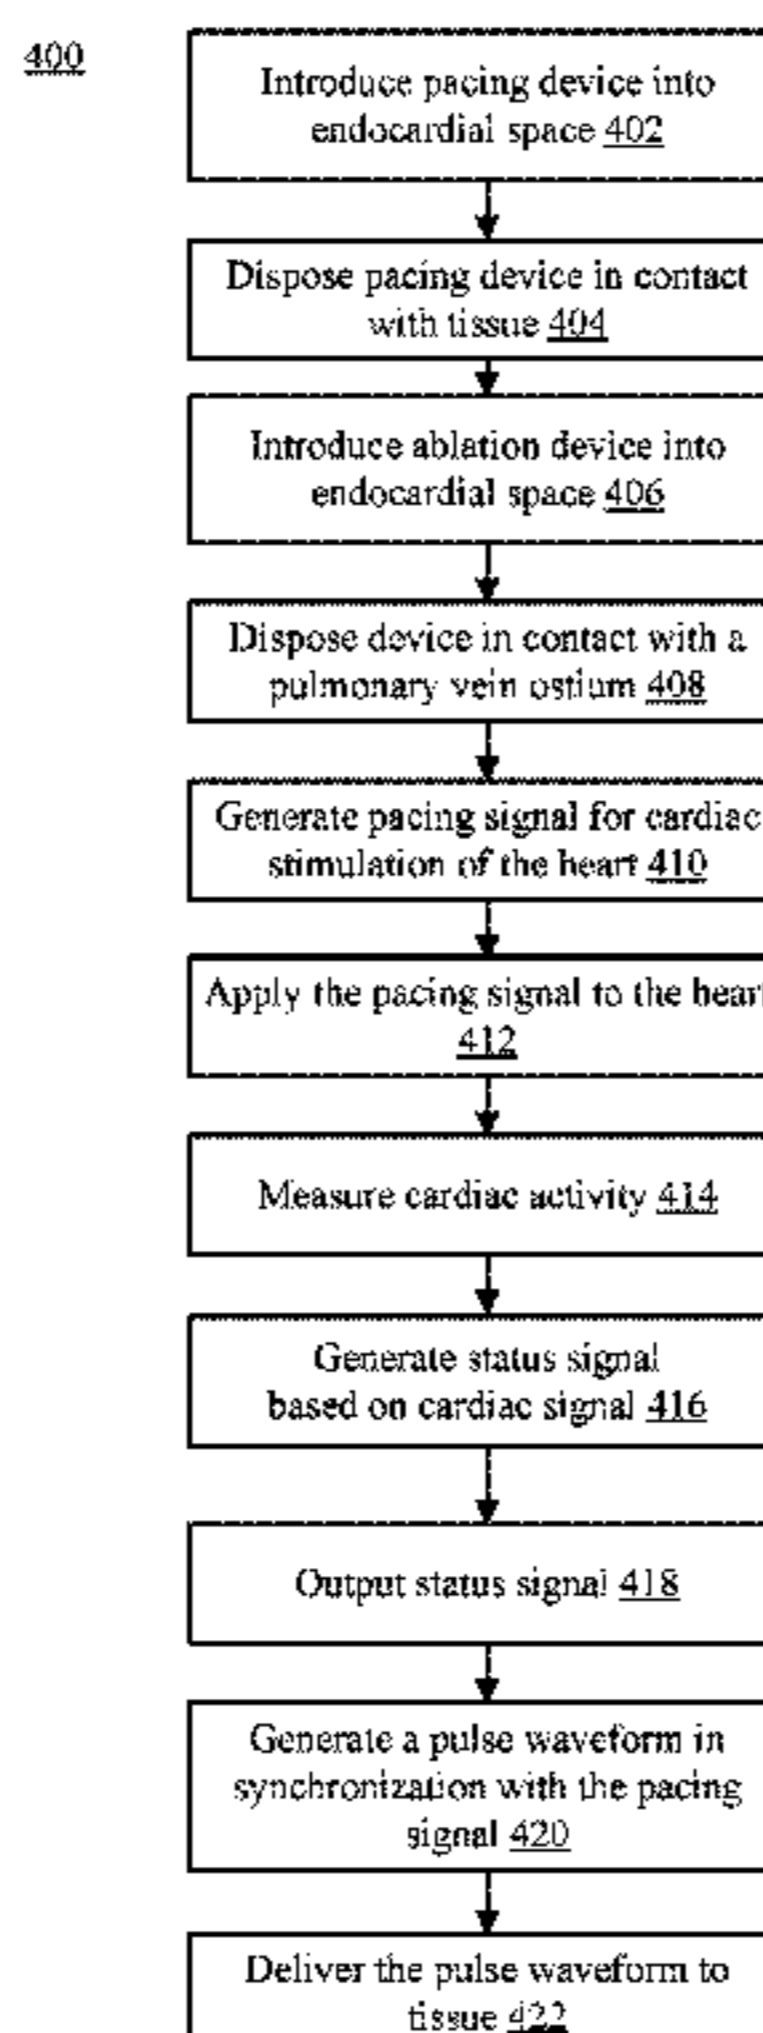 400
Introduce pacing device into
endocardial space 402
Dispose pacing device in contact
with tissue 404
Introduce ablation device into
endocardial space 406
Dispose device in contact with a
pulmonary vein ostium 408
Generate pacing signal for cardiac
stimulation of the heart 410
Apply the pacing signal to the heart
412
Measure cardiac activity 414
Generate status signal
based on cardiac signal 416
Output status signal 418
Generate a pulse waveform in
synchronization with the pacing
signal 420
Deliver the pulse waveform to
tissue 422